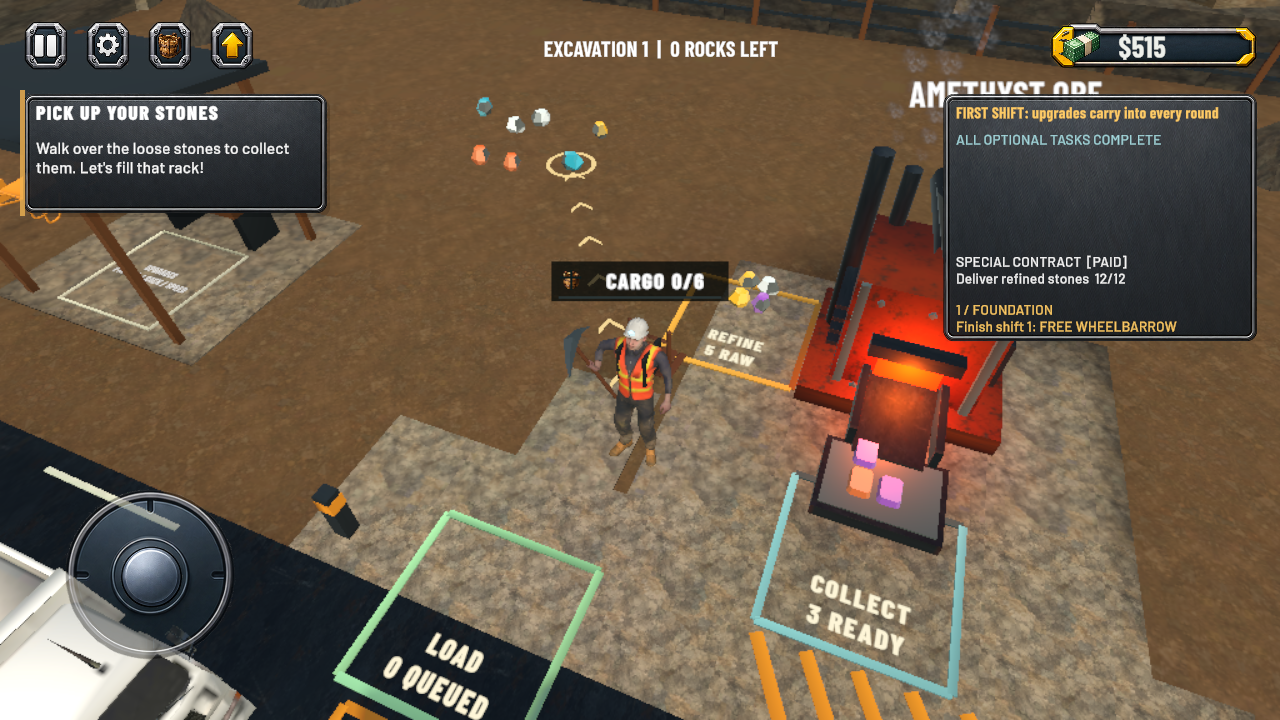 EXCAVATION 1 | 0 ROCKS LEFT
$515
PICK UP YOUR STONES
Walk over the loose stones to collect
them. Let's fill that rack!
AMETHYST ORE
FIRST SHIFT: upgrades carry into every round
ALL OPTIONAL TASKS COMPLETE
SPECIAL CONTRACT [PAID]
Deliver refined stones 12/12
1 / FOUNDATION
Finish shift 1: FREE WHEELBARROW
UPGRADES
CARGO 0/6
REFINE
5 RAW
COLLECT
3 READY
LOAD
0 QUEUED